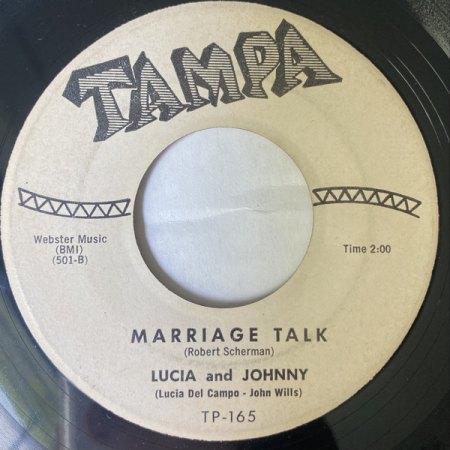 TAMPA
Webster Music
(BMI)
(501-B)
Time 2:00
MARRIAGE TALK
(Robert Scherman)
LUCIA and JOHNNY
(Lucia Del Campo - John Wills)
TP-165